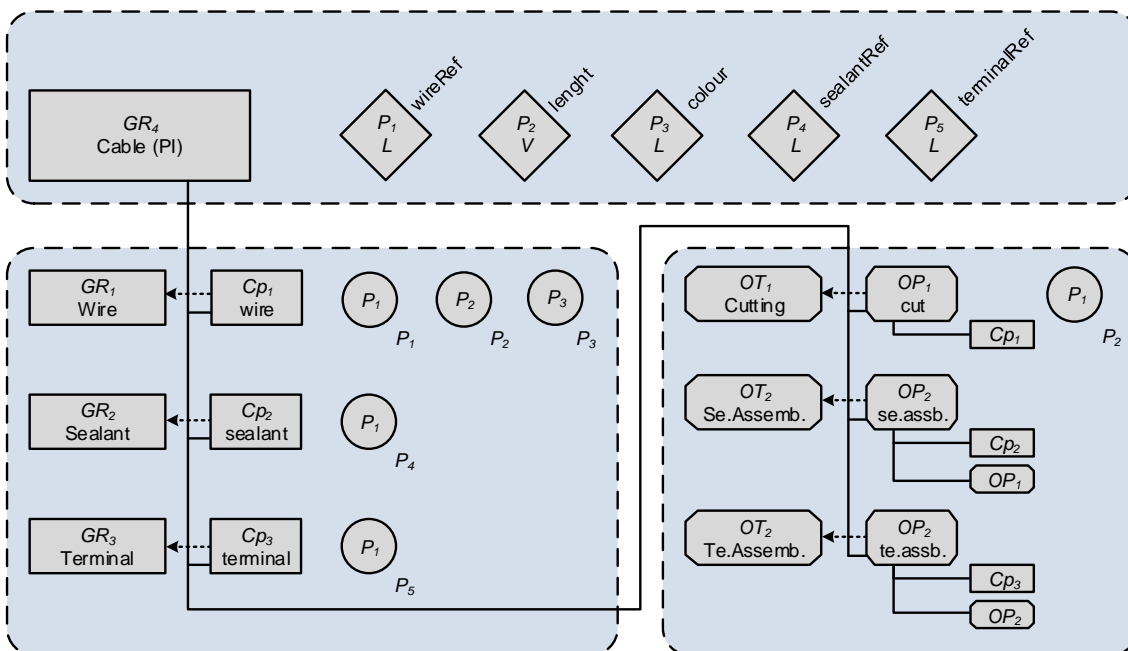 GR4
Cable (PI)
P1
L
wireRef
P2
V
lenght
P3
L
colour
P4
L
sealantRef
P5
L
terminalRef
GR1
Wire
Cp1
wire
P1
P1
P2
P2
P3
P3
GR2
Sealant
Cp2
sealant
P1
P4
GR3
Terminal
Cp3
terminal
P1
P5
OT1
Cutting
OP1
cut
Cp1
P1
P2
OT2
Se.Assemb.
OP2
se.assb.
Cp2
OP1
OT2
Te.Assemb.
OP2
te.assb.
Cp3
OP2